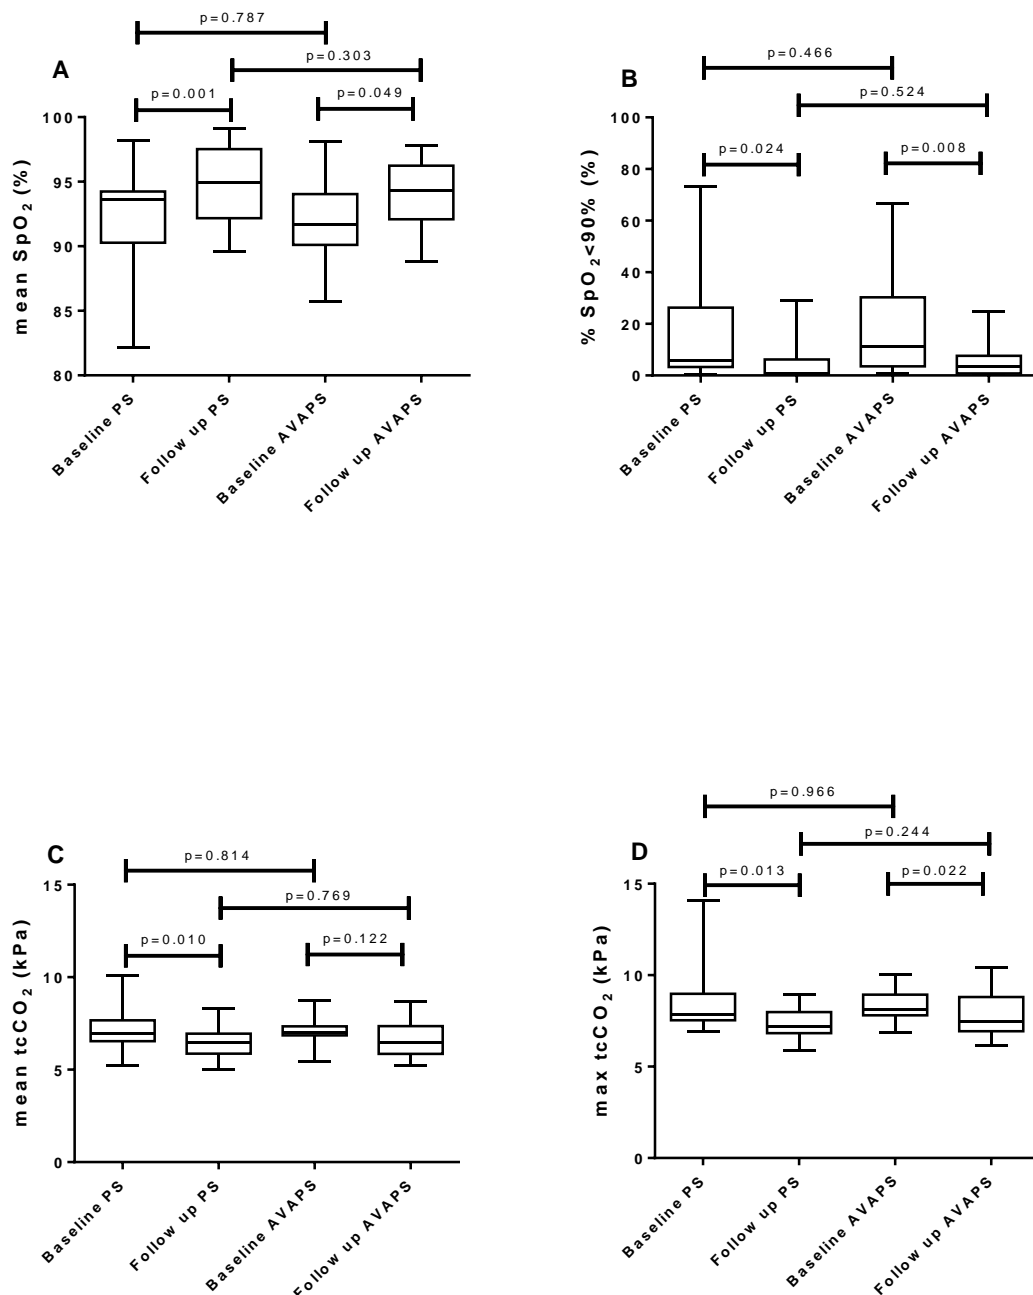 p=0.787
A
p=0.303
p=0.001
p=0.049
100
95
90
85
80
mean SpO2 (%)
Baseline PS
Follow up PS
Baseline AVAPS
Follow up AVAPS
p=0.466
B
p=0.524
p=0.024
p=0.008
100
80
60
40
20
0
% SpO2<90% (%)
Baseline PS
Follow up PS
Baseline AVAPS
Follow up AVAPS
C
p=0.814
p=0.769
p=0.010
p=0.122
15
10
5
0
mean tcCO2 (kPa)
Baseline PS
Follow up PS
Baseline AVAPS
Follow up AVAPS
p=0.966
D
p=0.244
p=0.013
p=0.022
15
10
5
0
max tcCO2 (kPa)
Baseline PS
Follow up PS
Baseline AVAPS
Follow up AVAPS